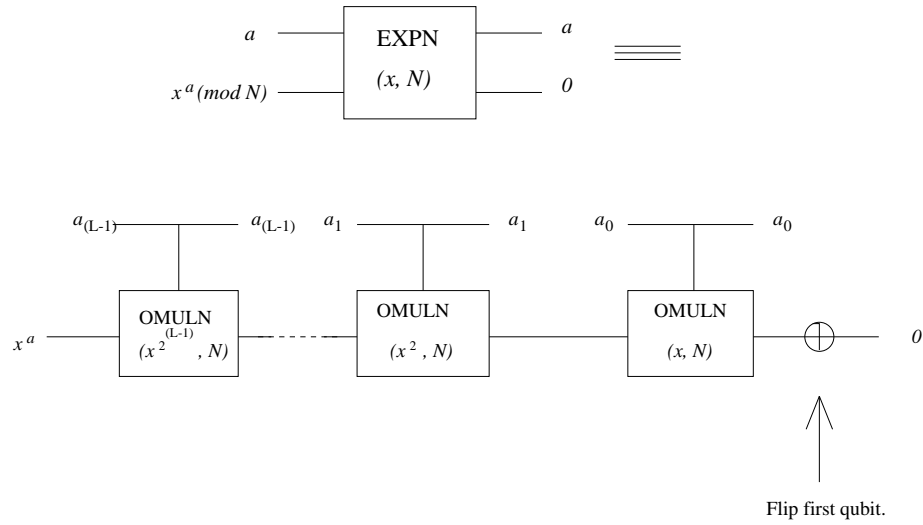 a EXPN a
x^a (mod N) (x, N) 0
a_(L-1) a_(L-1) a_1 a_1 a_0 a_0
OMULN OMULN OMULN
x^a (x^2^(L-1), N) (x^2, N) (x, N) 0
Flip first qubit.